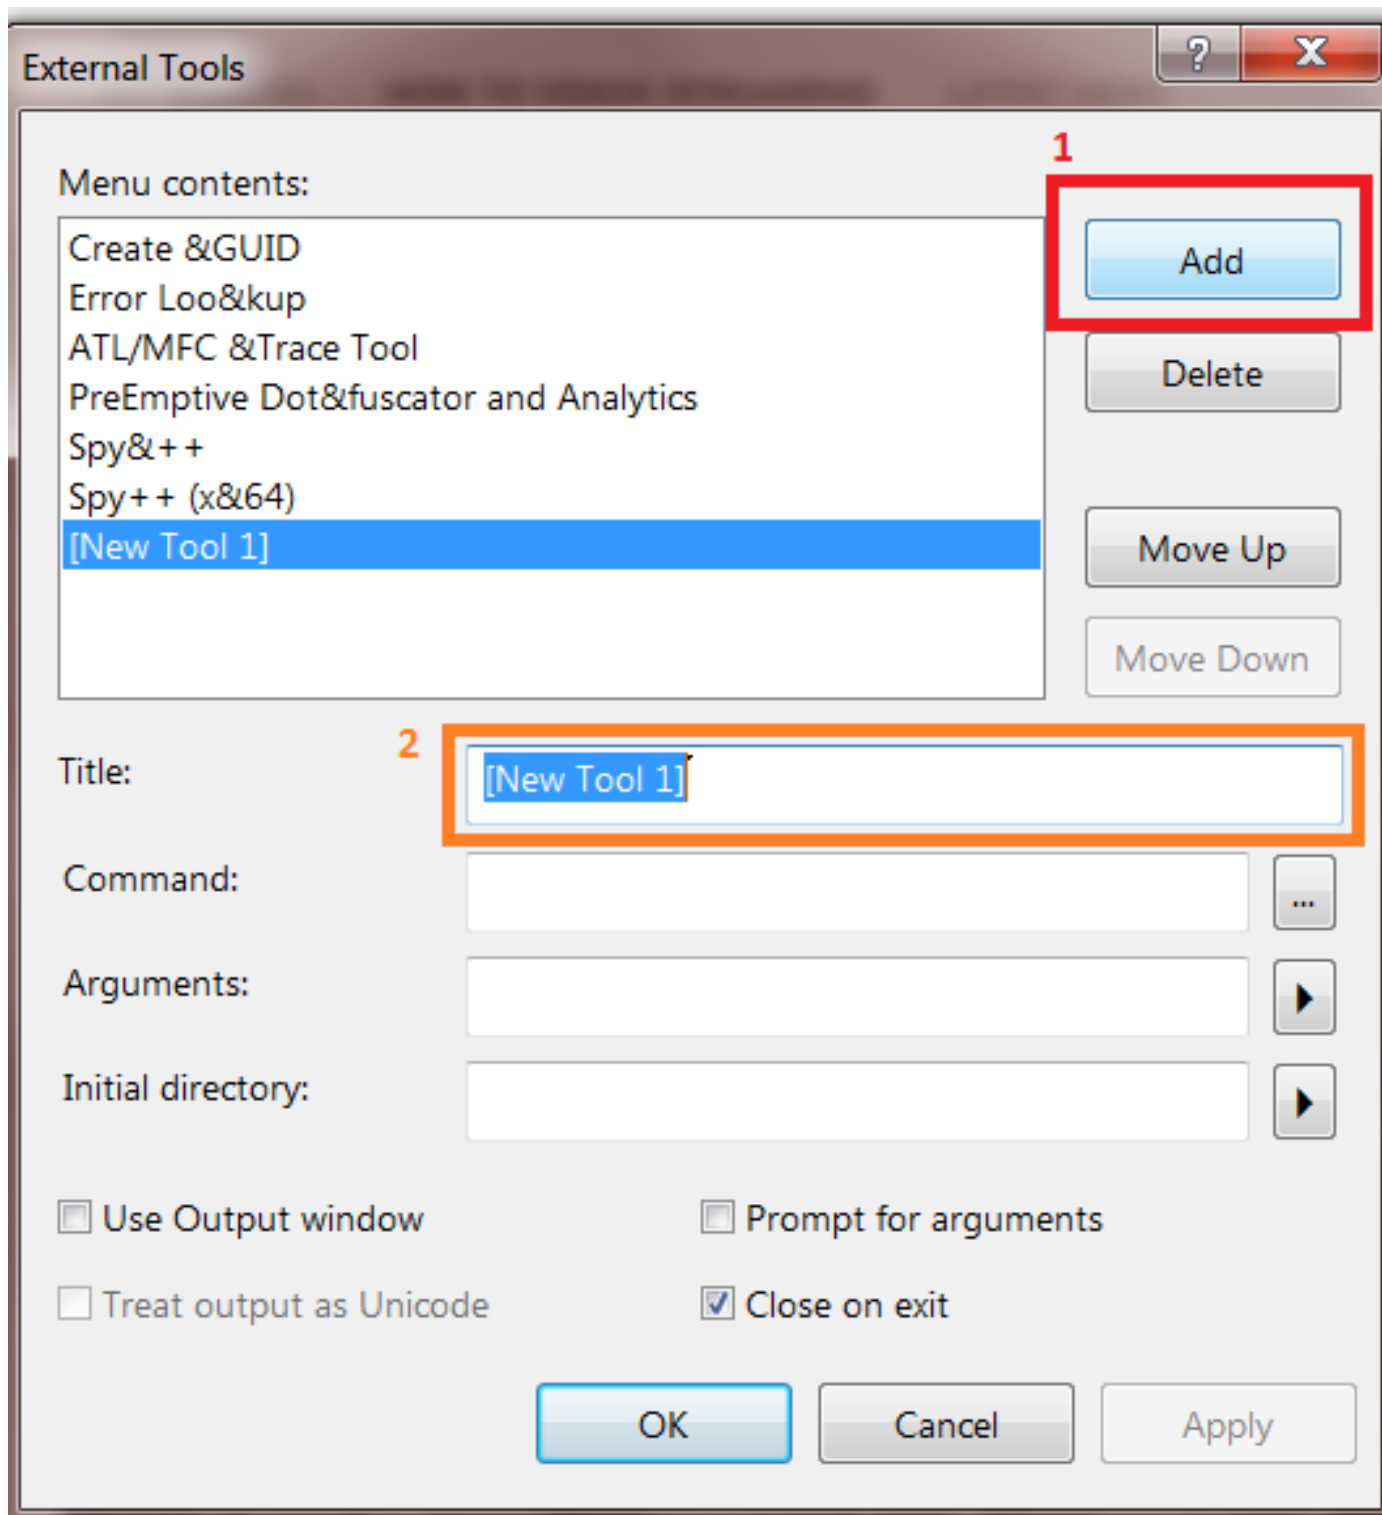 External Tools
1
Menu contents:
Create &GUID
Error Loo&kup
ATL/MFC &Trace Tool
PreEmptive Dot&fuscator and Analytics
Spy&++
Spy++ (x&64)
[New Tool 1]
Add
Delete
Move Up
Move Down
Title:
2
[New Tool 1]
Command:
...
Arguments:
Initial directory:
Use Output window
Prompt for arguments
Treat output as Unicode
Close on exit
OK
Cancel
Apply